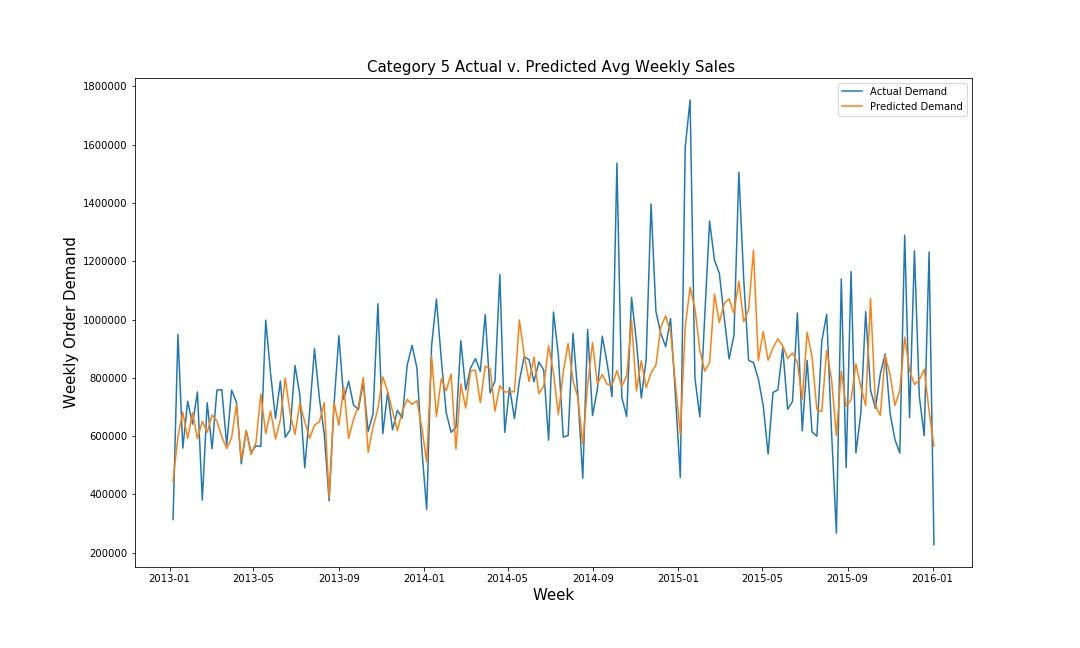 Category 5 Actual v. Predicted Avg Weekly Sales
Actual Demand
Predicted Demand
Weekly Order Demand
1800000
1600000
1400000
1200000
1000000
800000
600000
400000
200000
2013-01 2013-05 2013-09 2014-01 2014-05 2014-09 2015-01 2015-05 2015-09 2016-01
Week